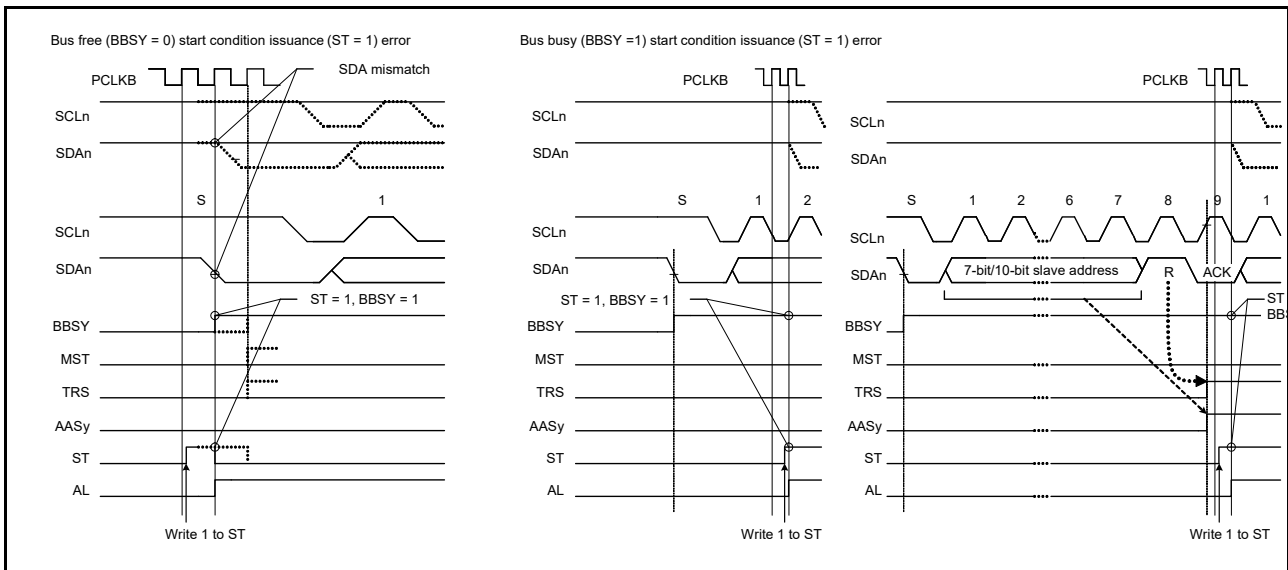 Bus free (BBSY = 0) start condition issuance (ST = 1) error
PCLKB
SDA mismatch
SCLn
SDAn
S 1
SCLn
SDAn
ST = 1, BBSY = 1
BBSY
MST
TRS
AASy
ST
AL
Write 1 to ST
Bus busy (BBSY =1) start condition issuance (ST = 1) error
PCLKB
SCLn
SDAn
S 1 2
SCLn
SDAn
ST = 1, BBSY = 1
BBSY
MST
TRS
AASy
ST
AL
Write 1 to ST
PCLKB
SCLn
SDAn
S 1 2 6 7 8 9 1
SCLn
SDAn
7-bit/10-bit slave address R ACK
ST
BBS
BBSY
MST
TRS
AASy
ST
AL
Write 1 to ST